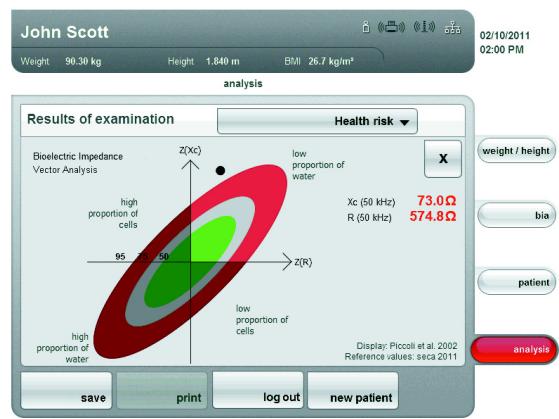 John Scott
Weight 90.30 kg Height 1.840 m BMI 26.7 kg/m²
02/10/2011
02:00 PM
analysis
Results of examination
Health risk
Bioelectric Impedance
Vector Analysis
Z(Xc)
low
proportion of
water
X
Xc (50 kHz) 73.0Ω
R (50 kHz) 574.8Ω
high
proportion of
cells
95 75 50
Z(R)
low
proportion of
cells
high
proportion of
water
Display: Piccoli et al. 2002
Reference values: seca 2011
weight / height
bia
patient
analysis
save
print
log out
new patient